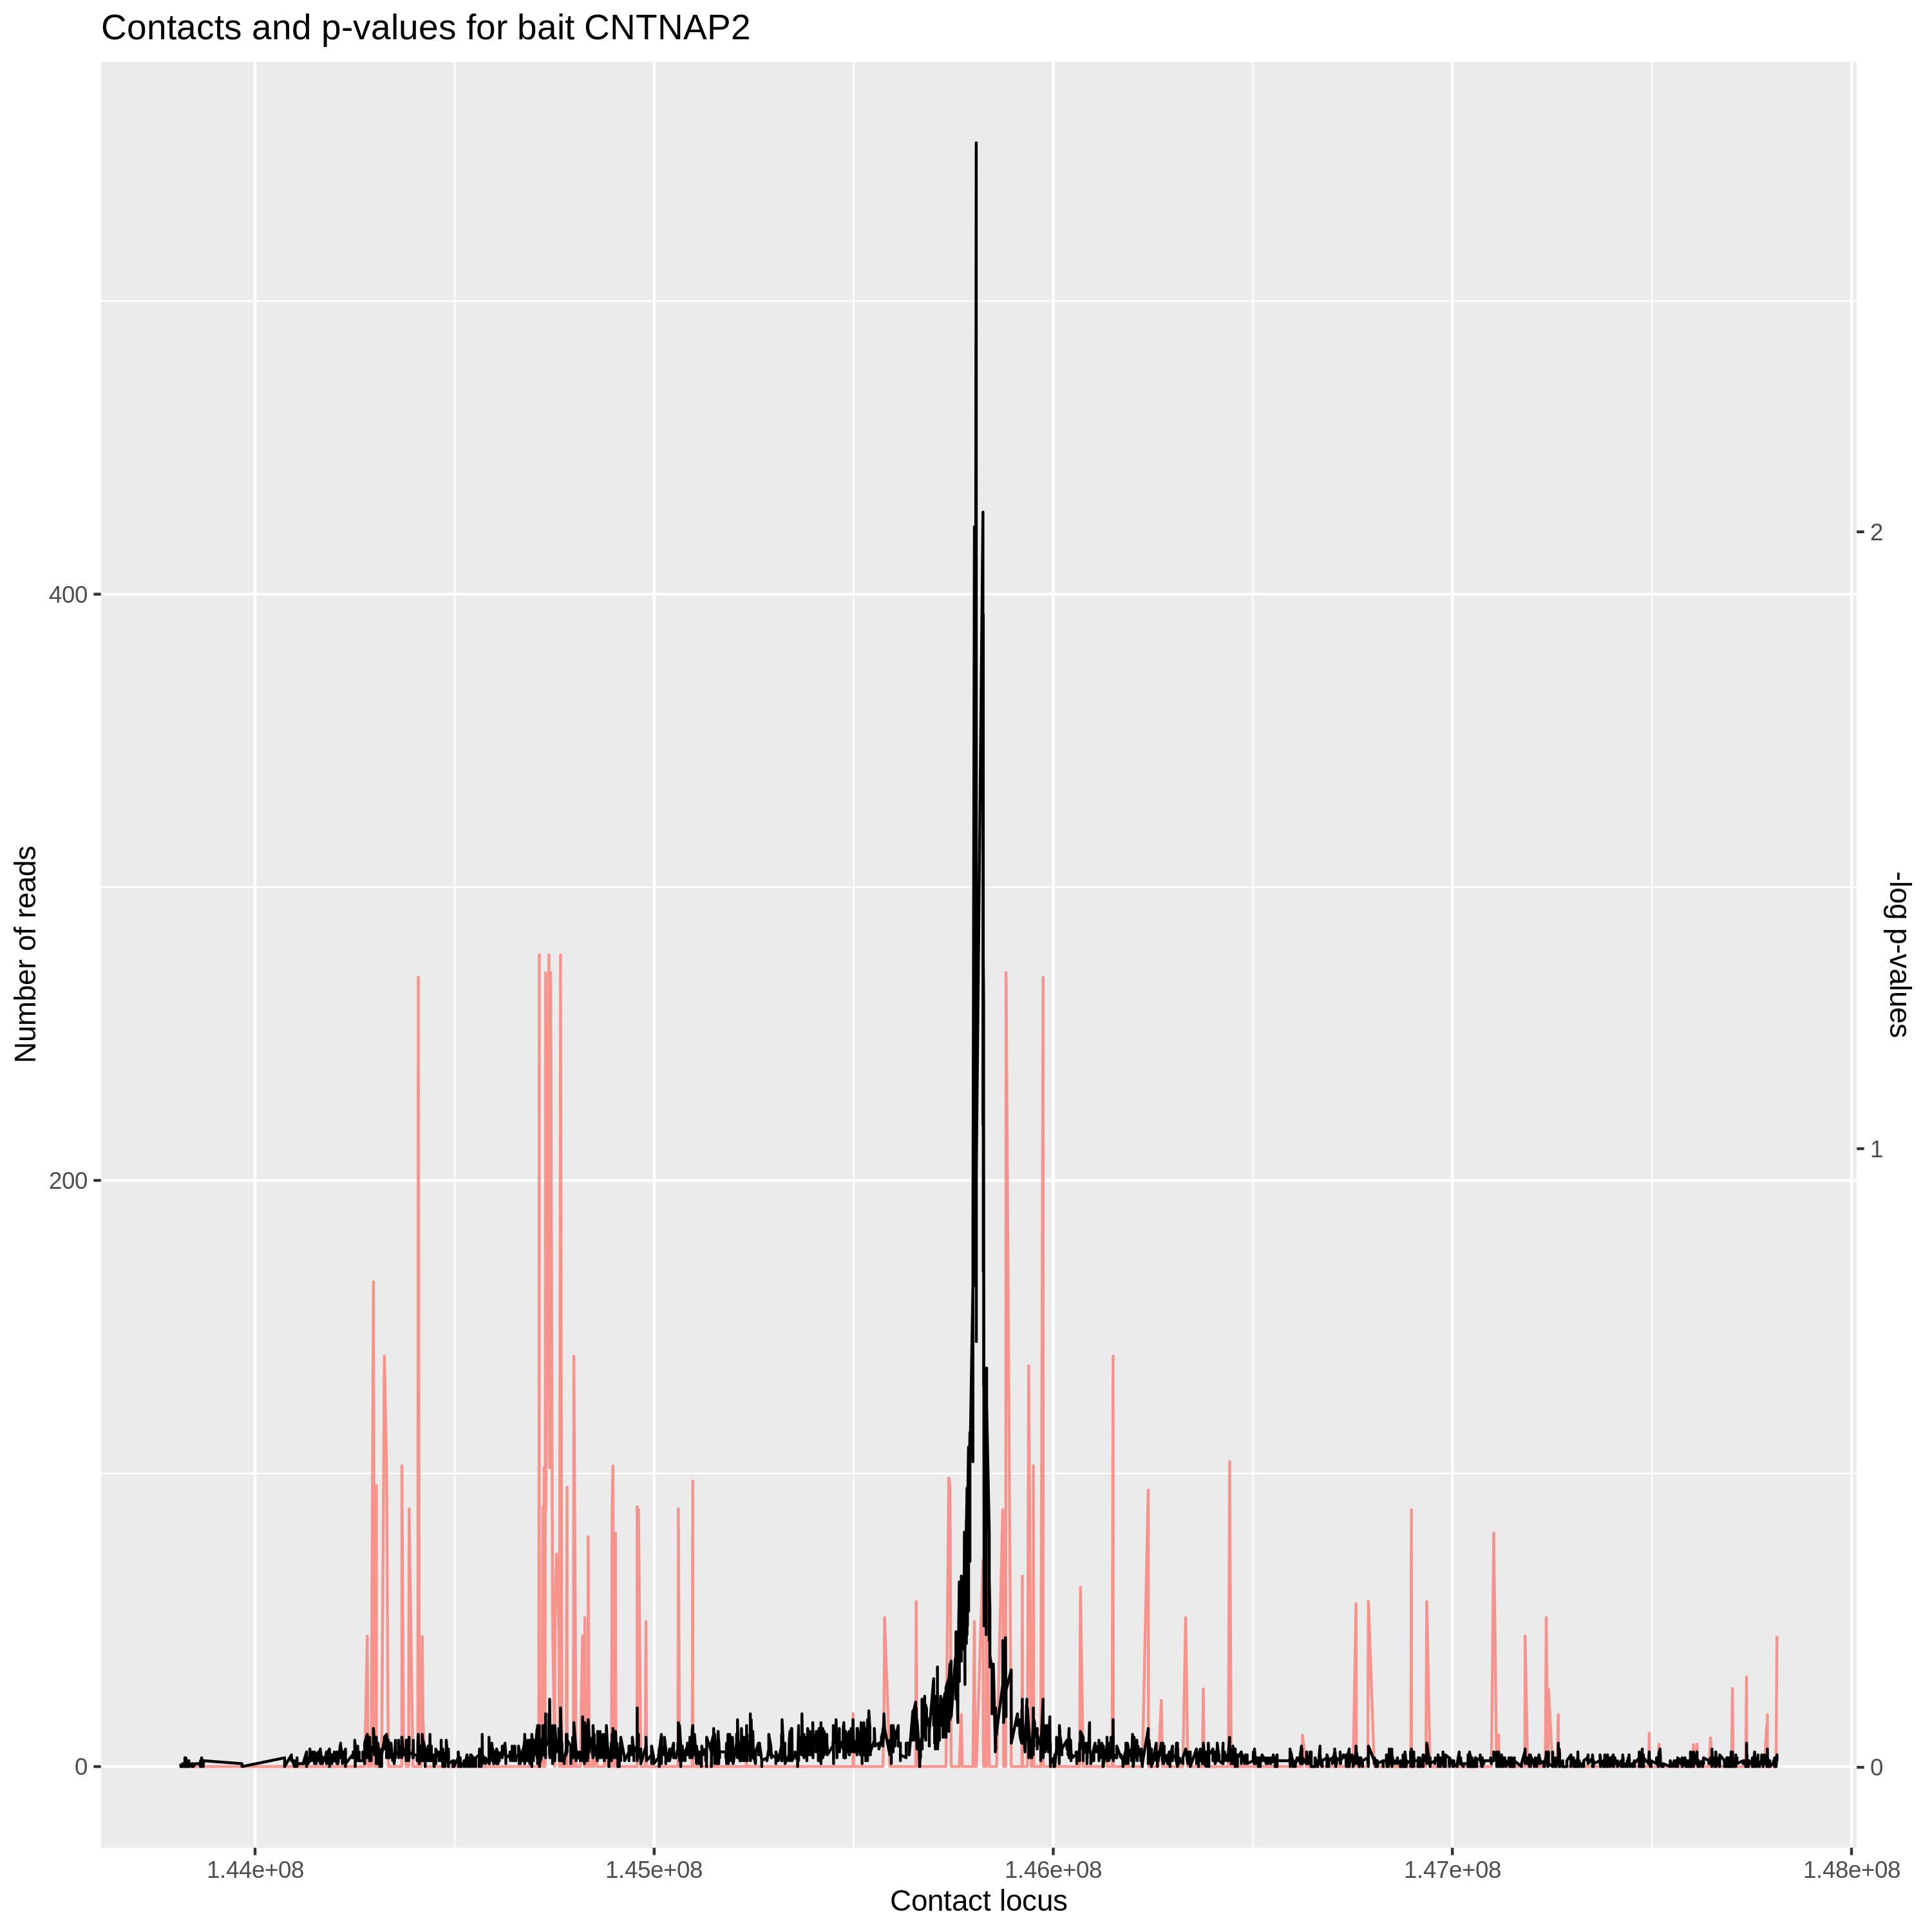 Contacts and p-values for bait CNTNAP2
Number of reads
400
200
0
2
1
0
-log p-values
1.44e+08
1.45e+08
1.46e+08
1.47e+08
1.48e+08
Contact locus